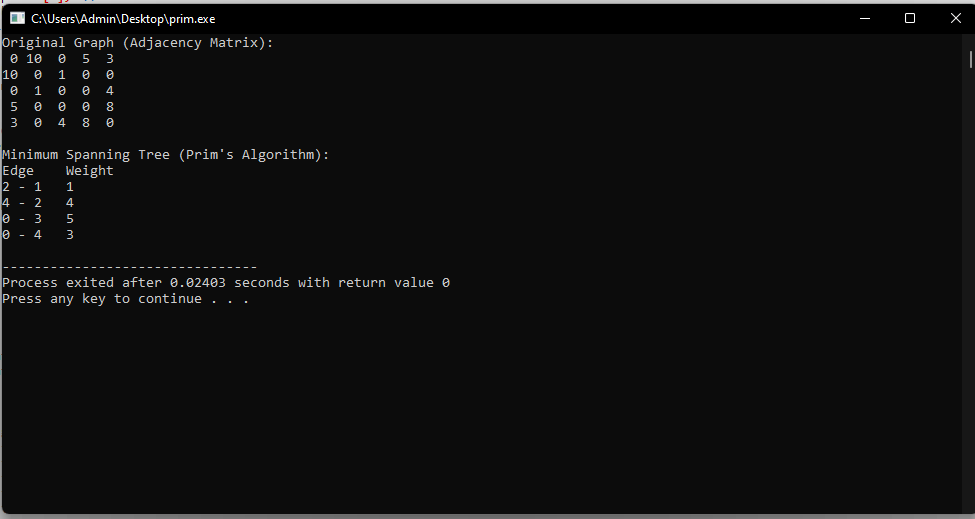 C:\Users\Admin\Desktop\prim.exe
Original Graph (Adjacency Matrix):
 0 10  0  5  3
10  0  1  0  0
 0  1  0  0  4
 5  0  0  0  8
 3  0  4  8  0
Minimum Spanning Tree (Prim's Algorithm):
Edge    Weight
2 - 1   1
4 - 2   4
0 - 3   5
0 - 4   3
--------------------------------
Process exited after 0.02403 seconds with return value 0
Press any key to continue . . .